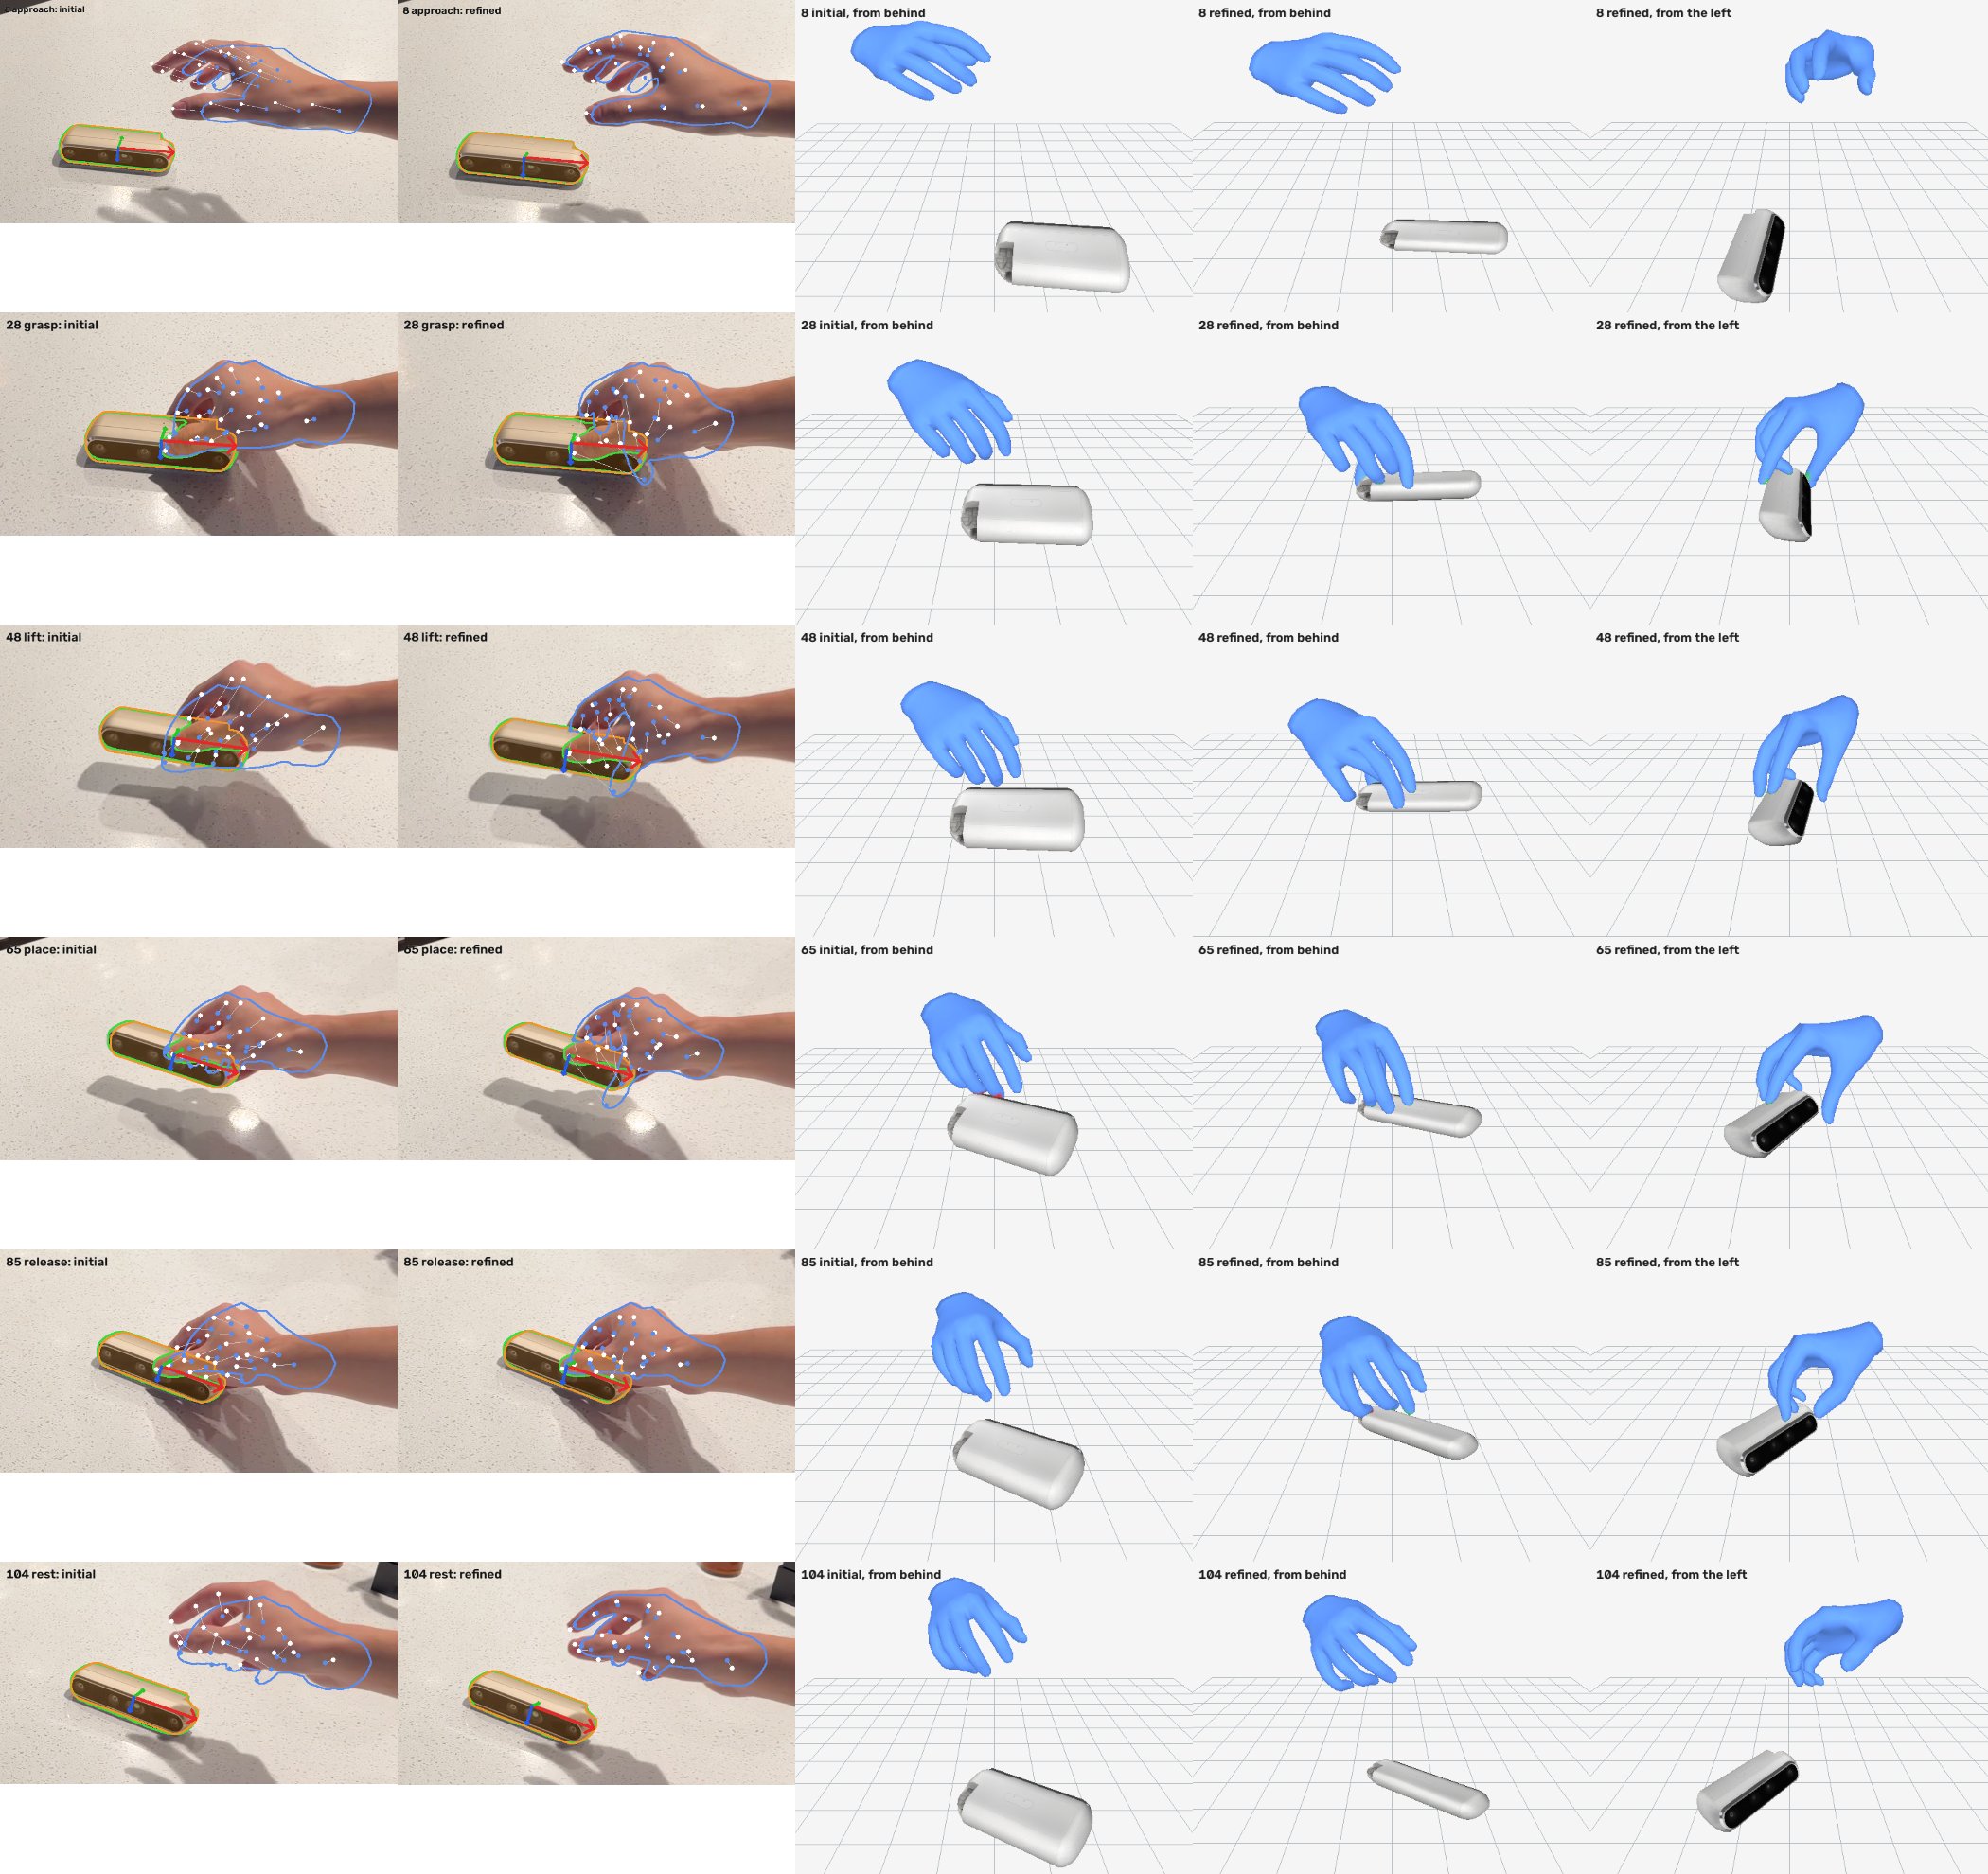 8 approach: initial
8 approach: refined
8 initial, from behind
8 refined, from behind
8 refined, from the left
28 grasp: initial
28 grasp: refined
28 initial, from behind
28 refined, from behind
28 refined, from the left
48 lift: initial
48 lift: refined
48 initial, from behind
48 refined, from behind
48 refined, from the left
65 place: initial
65 place: refined
65 initial, from behind
65 refined, from behind
65 refined, from the left
85 release: initial
85 release: refined
85 initial, from behind
85 refined, from behind
85 refined, from the left
104 rest: initial
104 rest: refined
104 initial, from behind
104 refined, from behind
104 refined, from the left